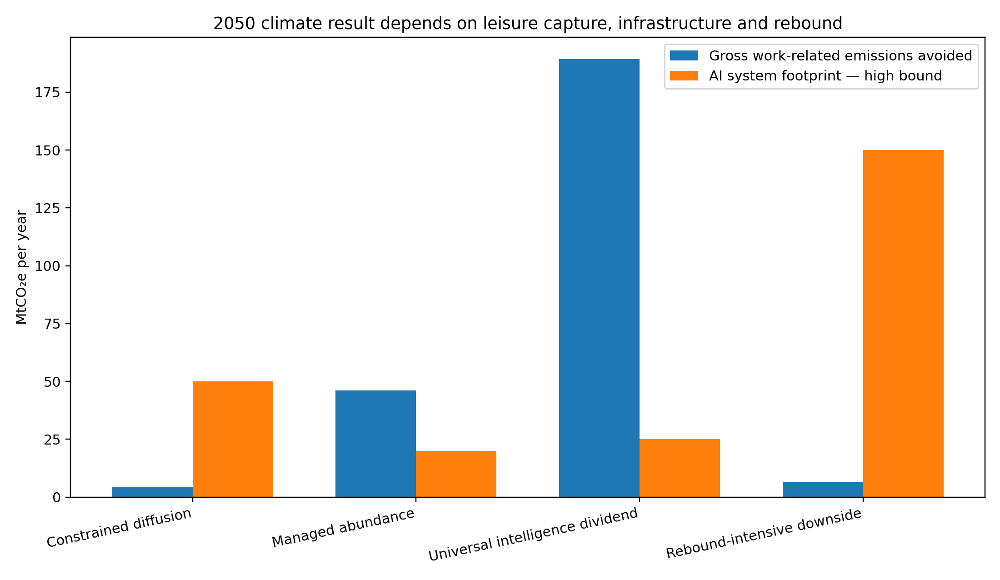 2050 climate result depends on leisure capture, infrastructure and rebound
Gross work-related emissions avoided
AI system footprint — high bound
MtCO₂e per year
175
150
125
100
75
50
25
0
Constrained diffusion
Managed abundance
Universal intelligence dividend
Rebound-intensive downside